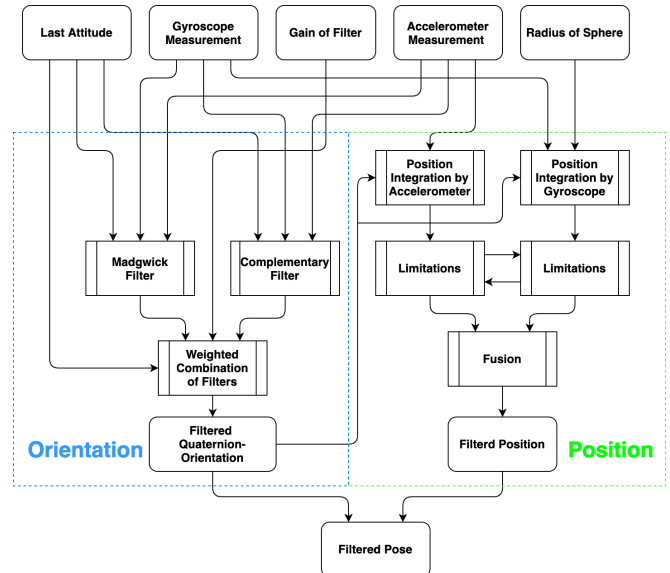 Last Attitude
Gyroscope
Measurement
Gain of Filter
Accelerometer
Measurement
Radius of Sphere
Position
Integration by
Accelerometer
Position
Integration by
Gyroscope
Madgwick
Filter
Complementary
Filter
Limitations
Limitations
Weighted
Combination
of Filters
Fusion
Orientation
Filtered
Quaternion-
Orientation
Filterd Position
Position
Filtered Pose